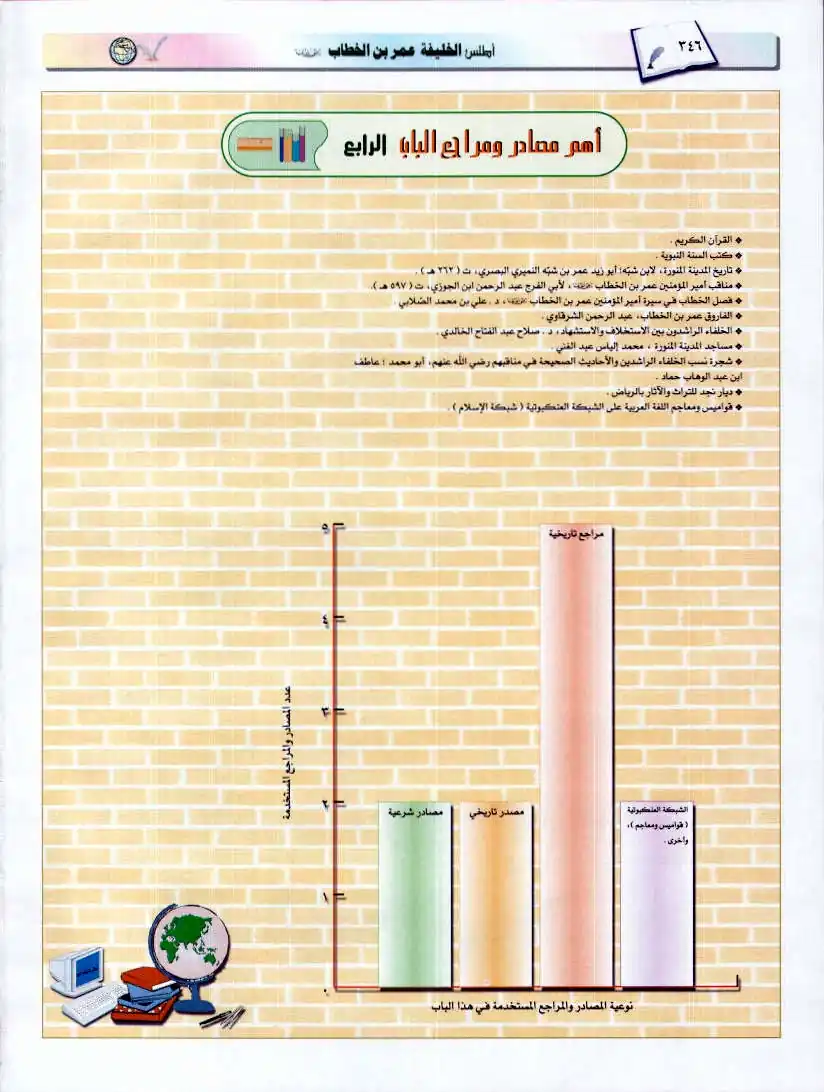 ٣٤٦
أطلس الخليفة عمر بن الخطاب
أهم مصادر ومراجع الباب الرابع
❖ القرآن الكريم .
❖ كتب السنة النبوية .
❖ تاريخ المدينة المنورة، لابن شبّه؛ أبو زيد عمر بن شبّه النميري البصري، ت ( ٢٦٢ هـ ) .
❖ مناقب أمير المؤمنين عمر بن الخطاب ، لأبي الفرج عبد الرحمن ابن الجوزي، ت ( ٥٩٧ هـ ).
❖ فصل الخطاب في سيرة أمير المؤمنين عمر بن الخطاب ، د . علي بن محمد الصّلابي .
❖ الفاروق عمر بن الخطاب، عبد الرحمن الشرقاوي .
❖ الخلفاء الراشدون بين الاستخلاف والاستشهاد، د . صلاح عبد الفتاح الخالدي .
❖ مساجد المدينة المنورة ، محمد إلياس عبد الغني .
❖ شجرة نسب الخلفاء الراشدين والأحاديث الصحيحة في مناقبهم رضي الله عنهم، أبو محمد ؛ عاطف
ابن عبد الوهاب حماد .
❖ ديار نجد للتراث والآثار بالرياض .
❖ قواميس ومعاجم اللغة العربية على الشبكة العنكبوتية ( شبكة الإسلام ) .
٥
٤
٣
٢
١
٠
عدد المصادر والمراجع المستخدمة
مراجع تاريخية
مصادر شرعية
مصدر تاريخي
الشبكة العنكبوتية
( قواميس ومعاجم )،
وأخرى .
نوعية المصادر والمراجع المستخدمة في هذا الباب